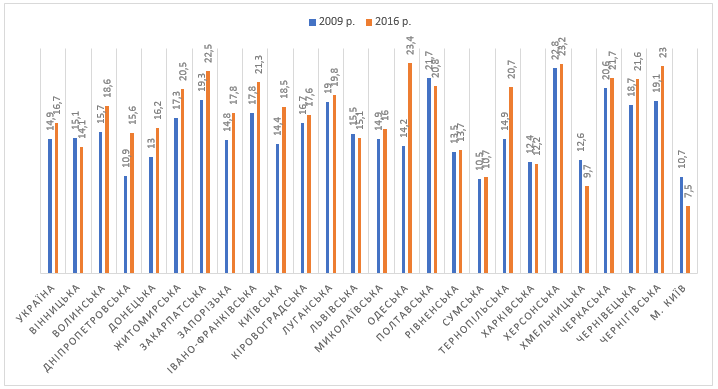 2009 р. 2016 р.
14,9 16,7
15,1 14,1
15,7 18,6
10,9 15,6
13 16,2
17,3 20,5
19,3 22,5
14,8 17,8
17,8 21,3
14,4 18,5
16,7 17,6
19 19,8
15,5 15,1
14,9 16
14,2 23,4
21,7 20,8
13,5 13,7
10,5 10,7
14,9 20,7
12,4 12,2
22,8 23,2
12,6 9,7
20,6 21,7
18,7 21,6
19,1 23
10,7 7,5
УКРАЇНА
ВІННИЦЬКА
ВОЛИНСЬКА
ДНІПРОПЕТРОВСЬКА
ДОНЕЦЬКА
ЖИТОМИРСЬКА
ЗАКАРПАТСЬКА
ЗАПОРІЗЬКА
ІВАНО-ФРАНКІВСЬКА
КИЇВСЬКА
КІРОВОГРАДСЬКА
ЛУГАНСЬКА
ЛЬВІВСЬКА
МИКОЛАЇВСЬКА
ОДЕСЬКА
ПОЛТАВСЬКА
РІВНЕНСЬКА
СУМСЬКА
ТЕРНОПІЛЬСЬКА
ХАРКІВСЬКА
ХЕРСОНСЬКА
ХМЕЛЬНИЦЬКА
ЧЕРКАСЬКА
ЧЕРНІВЕЦЬКА
ЧЕРНІГІВСЬКА
М. КИЇВ